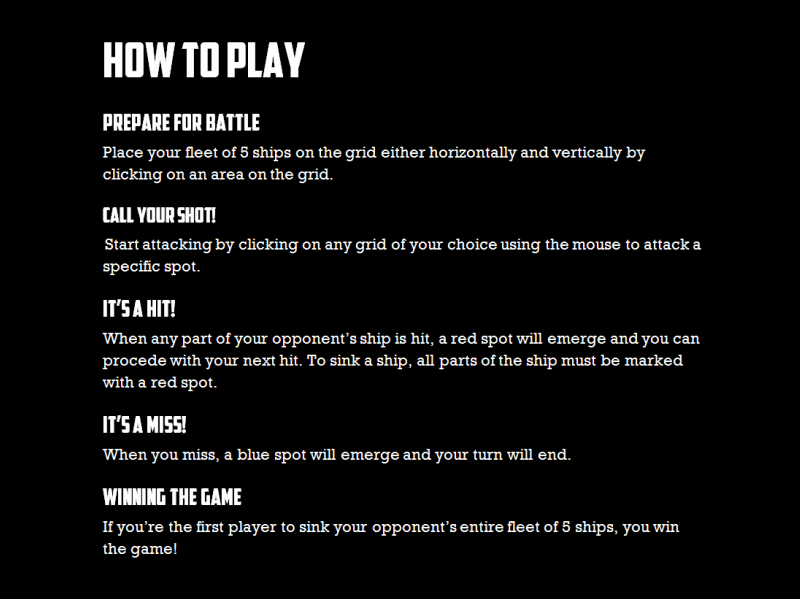 HOW TO PLAY
PREPARE FOR BATTLE
Place your fleet of 5 ships on the grid either horizontally and vertically by
clicking on an area on the grid.
CALL YOUR SHOT!
Start attacking by clicking on any grid of your choice using the mouse to attack a
specific spot.
IT'S A HIT!
When any part of your opponent's ship is hit, a red spot will emerge and you can
procede with your next hit. To sink a ship, all parts of the ship must be marked
with a red spot.
IT'S A MISS!
When you miss, a blue spot will emerge and your turn will end.
WINNING THE GAME
If you're the first player to sink your opponent's entire fleet of 5 ships, you win
the game!